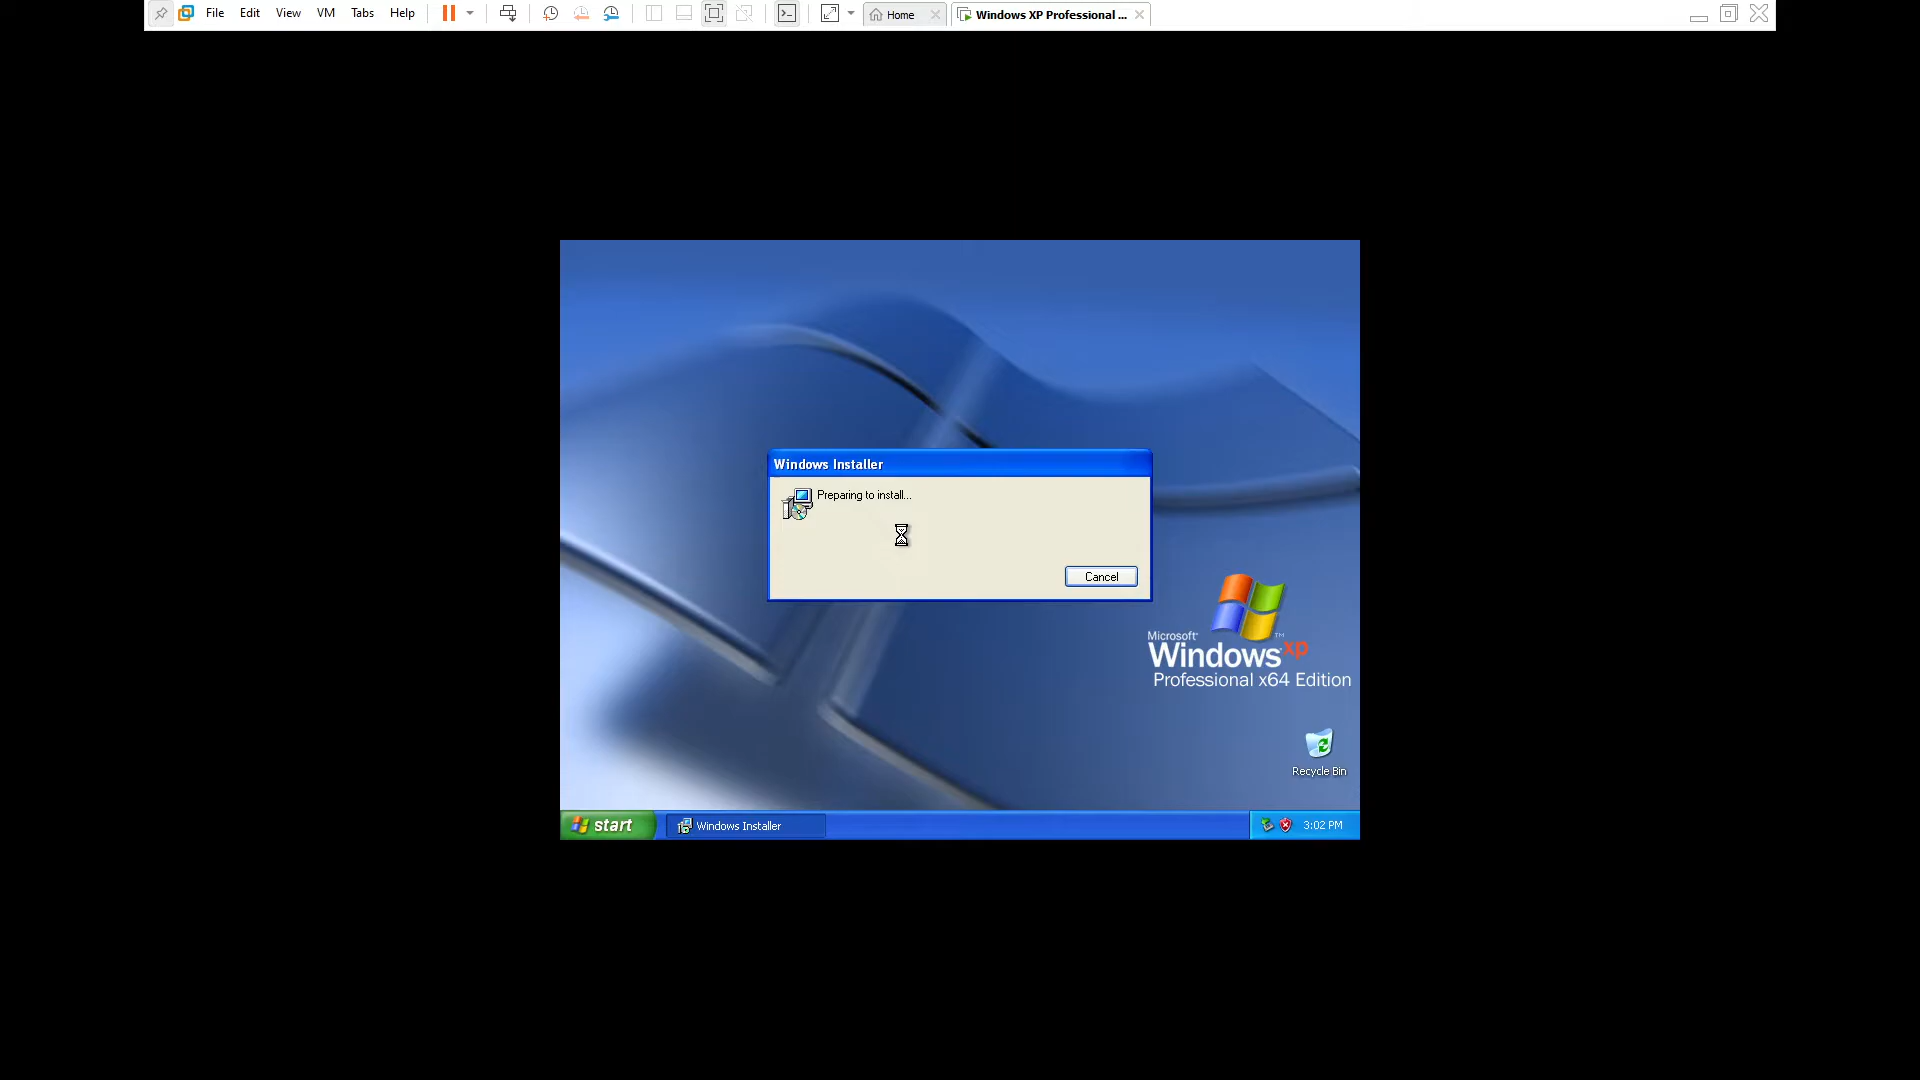 File Edit View VM Tabs Help Home Windows XP Professional ...
Windows Installer
Preparing to install...
Cancel
Microsoft®
Windows xp™
Professional x64 Edition
Recycle Bin
start Windows Installer 3:02 PM